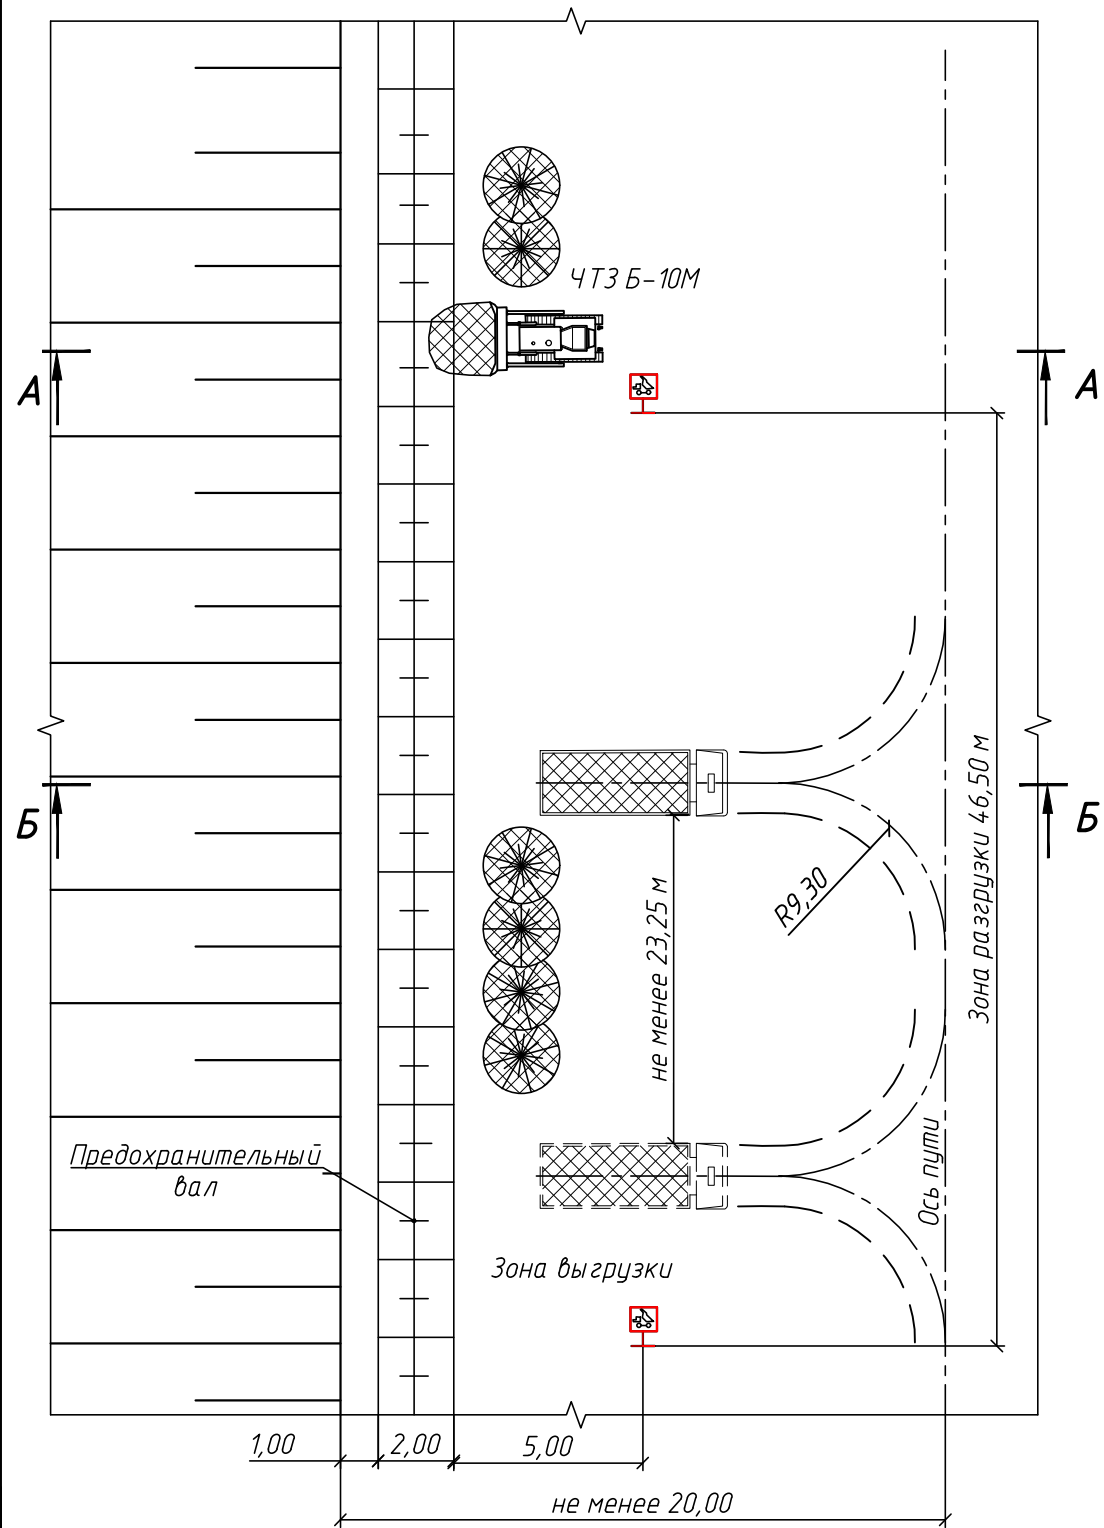 ЧТЗ Б-10М
А
А
Б
Б
Зона разгрузки 46,50 м
R9,30
не менее 23,25 м
Ось пути
Предохранительный
вал
Зона выгрузки
1,00
2,00
5,00
не менее 20,00